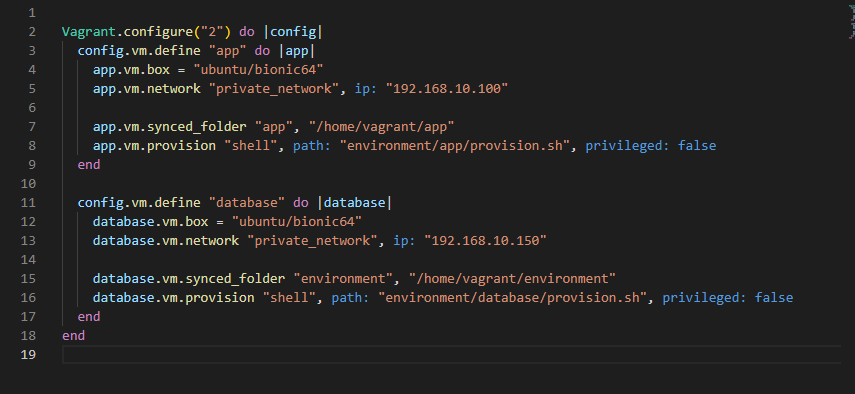 1
2 Vagrant.configure("2") do |config|
3   config.vm.define "app" do |app|
4     app.vm.box = "ubuntu/bionic64"
5     app.vm.network "private_network", ip: "192.168.10.100"
6
7     app.vm.synced_folder "app", "/home/vagrant/app"
8     app.vm.provision "shell", path: "environment/app/provision.sh", privileged: false
9   end
10
11   config.vm.define "database" do |database|
12     database.vm.box = "ubuntu/bionic64"
13     database.vm.network "private_network", ip: "192.168.10.150"
14
15     database.vm.synced_folder "environment", "/home/vagrant/environment"
16     database.vm.provision "shell", path: "environment/database/provision.sh", privileged: false
17   end
18 end
19